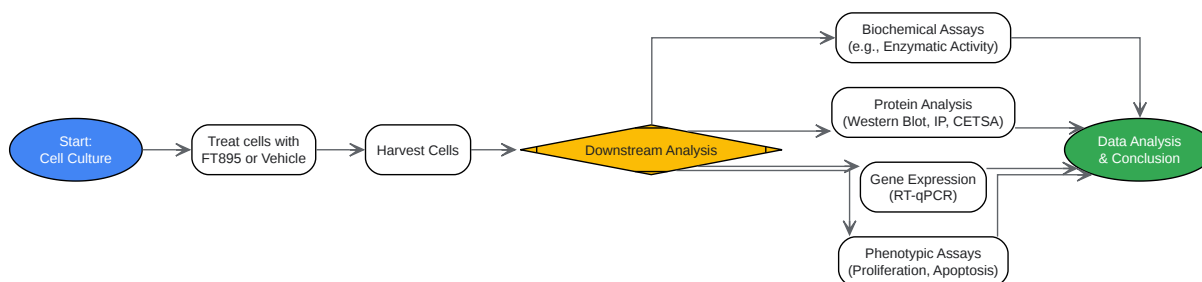 Start:
Cell Culture
Treat cells with
FT895 or Vehicle
Harvest Cells
Downstream Analysis
Biochemical Assays
(e.g., Enzymatic Activity)
Protein Analysis
(Western Blot, IP, CETSA)
Gene Expression
(RT-qPCR)
Phenotypic Assays
(Proliferation, Apoptosis)
Data Analysis
& Conclusion